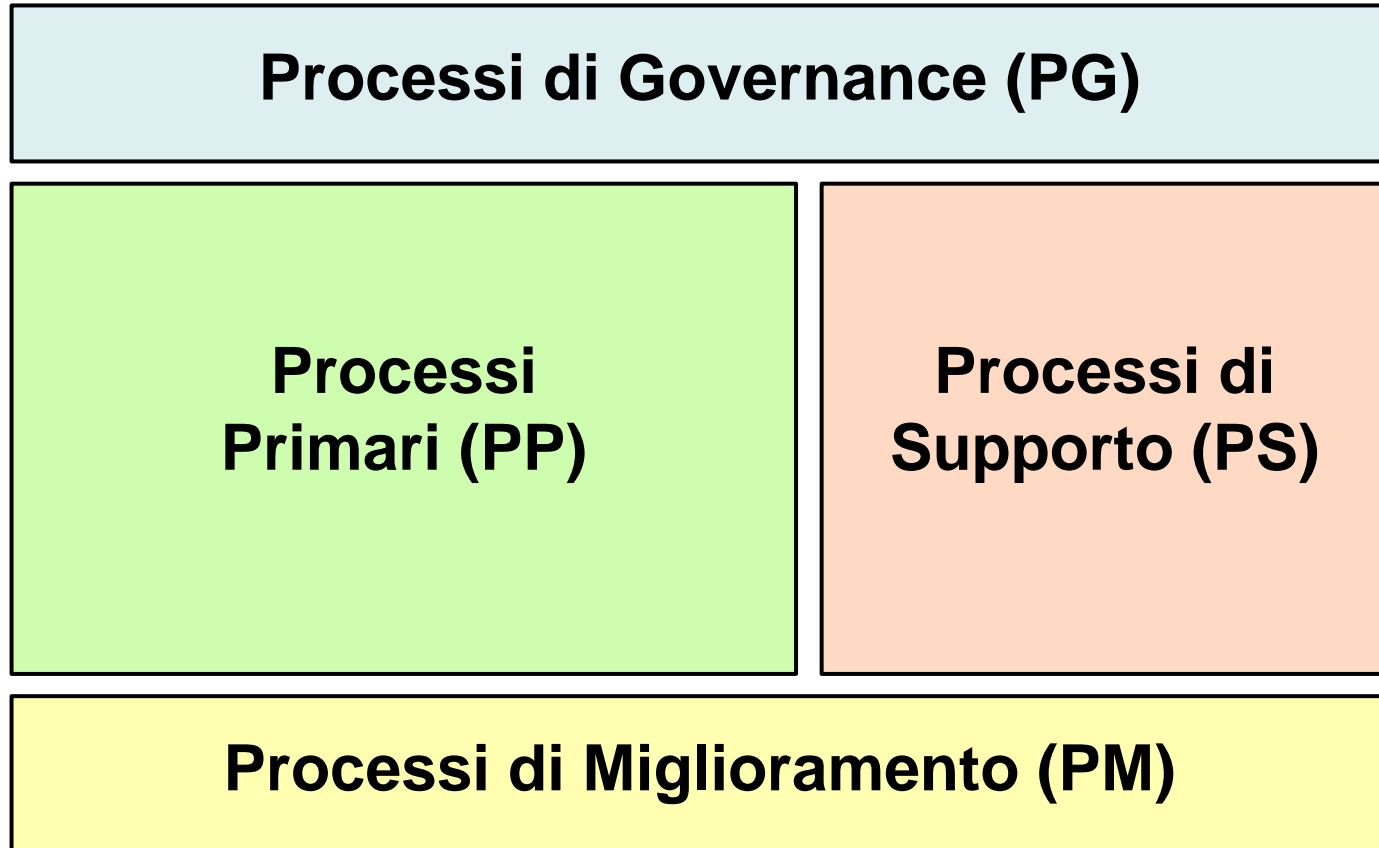 Processi di Governance (PG)
Processi
Primari (PP)
Processi di
Supporto (PS)
Processi di Miglioramento (PM)